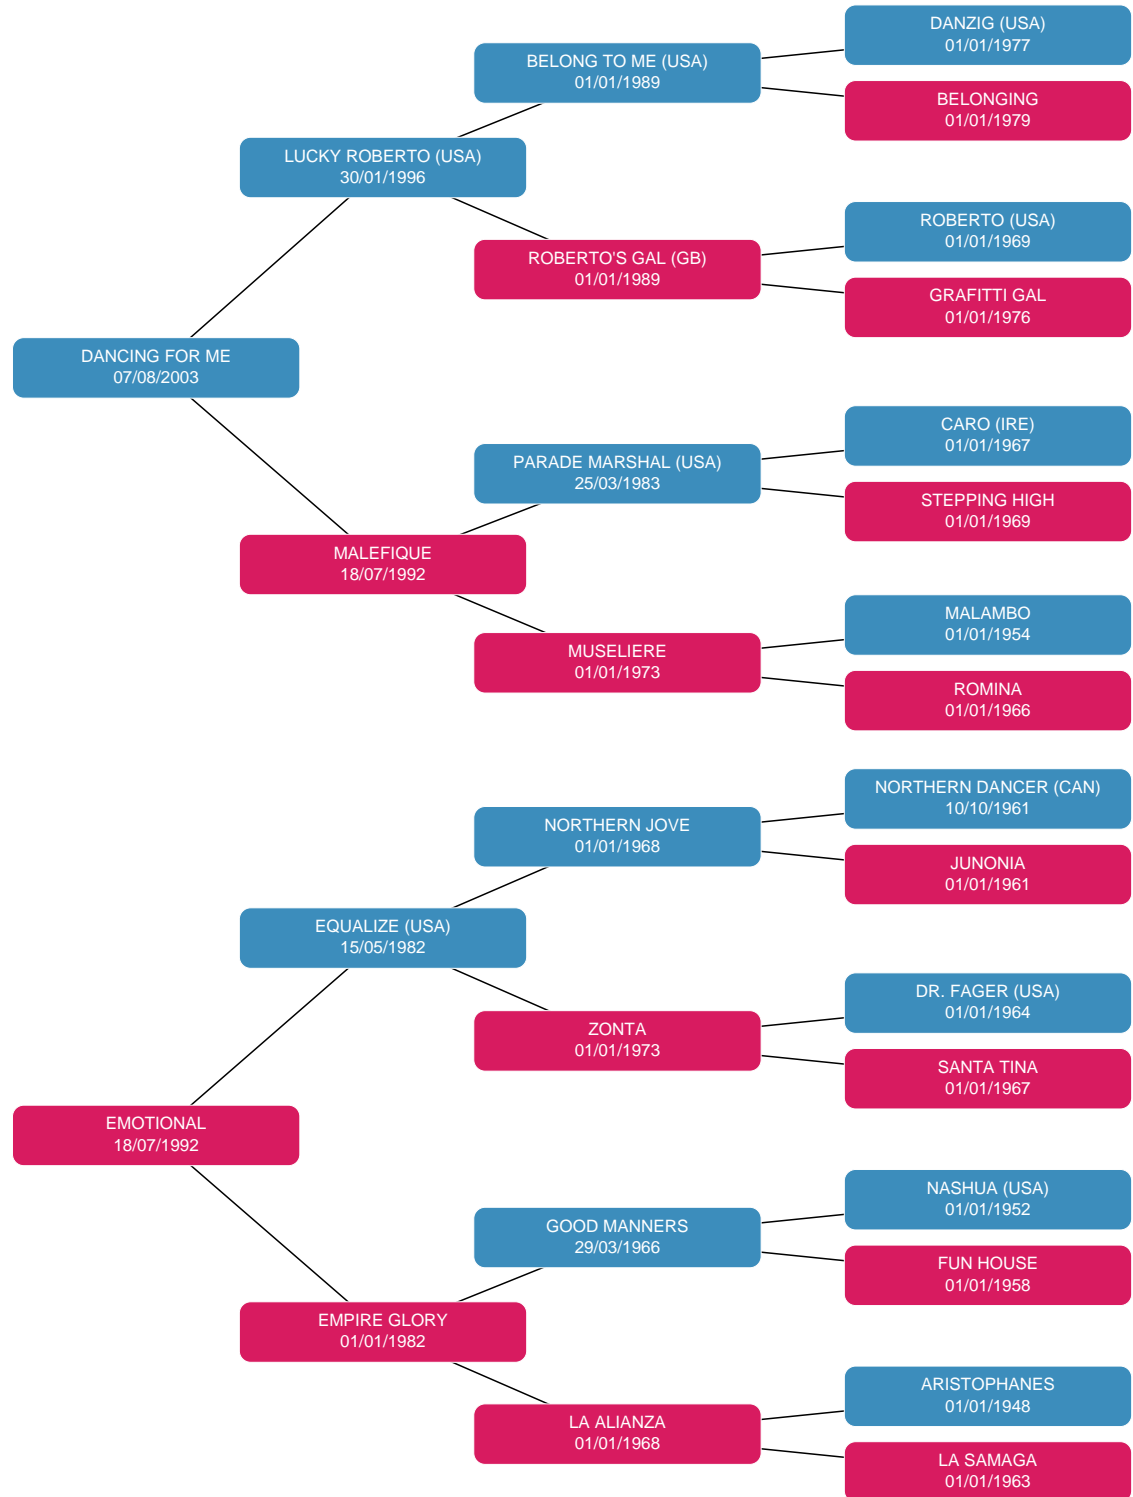 DANZIG (USA)
01/01/1977
BELONG TO ME (USA)
01/01/1989
BELONGING
01/01/1979
LUCKY ROBERTO (USA)
30/01/1996
ROBERTO (USA)
01/01/1969
ROBERTO'S GAL (GB)
01/01/1989
GRAFITTI GAL
01/01/1976
DANCING FOR ME
07/08/2003
CARO (IRE)
01/01/1967
PARADE MARSHAL (USA)
25/03/1983
STEPPING HIGH
01/01/1969
MALEFIQUE
18/07/1992
MALAMBO
01/01/1954
MUSELIERE
01/01/1973
ROMINA
01/01/1966
NORTHERN DANCER (CAN)
10/10/1961
NORTHERN JOVE
01/01/1968
JUNONIA
01/01/1961
EQUALIZE (USA)
15/05/1982
DR. FAGER (USA)
01/01/1964
ZONTA
01/01/1973
SANTA TINA
01/01/1967
EMOTIONAL
18/07/1992
NASHUA (USA)
01/01/1952
GOOD MANNERS
29/03/1966
FUN HOUSE
01/01/1958
EMPIRE GLORY
01/01/1982
ARISTOPHANES
01/01/1948
LA ALIANZA
01/01/1968
LA SAMAGA
01/01/1963